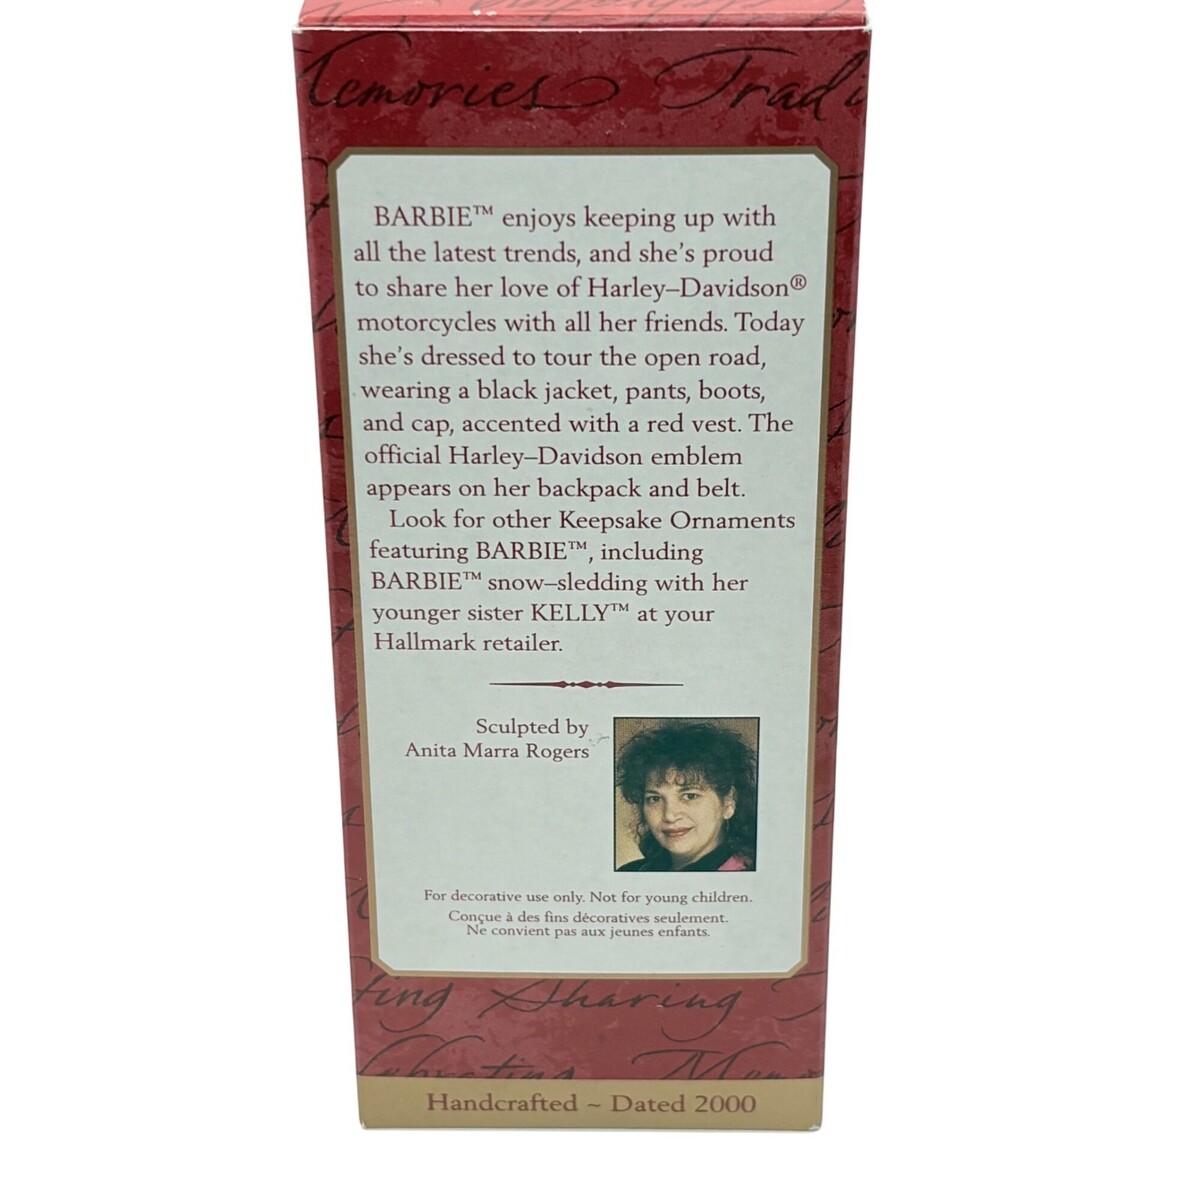 Memories Tradi
BARBIE™ enjoys keeping up with
all the latest trends, and she's proud
to share her love of Harley–Davidson®
motorcycles with all her friends. Today
she's dressed to tour the open road,
wearing a black jacket, pants, boots,
and cap, accented with a red vest. The
official Harley–Davidson emblem
appears on her backpack and belt.
Look for other Keepsake Ornaments
featuring BARBIE™, including
BARBIE™ snow–sledding with her
younger sister KELLY™ at your
Hallmark retailer.
Sculpted by
Anita Marra Rogers
For decorative use only. Not for young children.
Conçue à des fins décoratives seulement.
Ne convient pas aux jeunes enfants.
ting Sharing
Handcrafted ~ Dated 2000